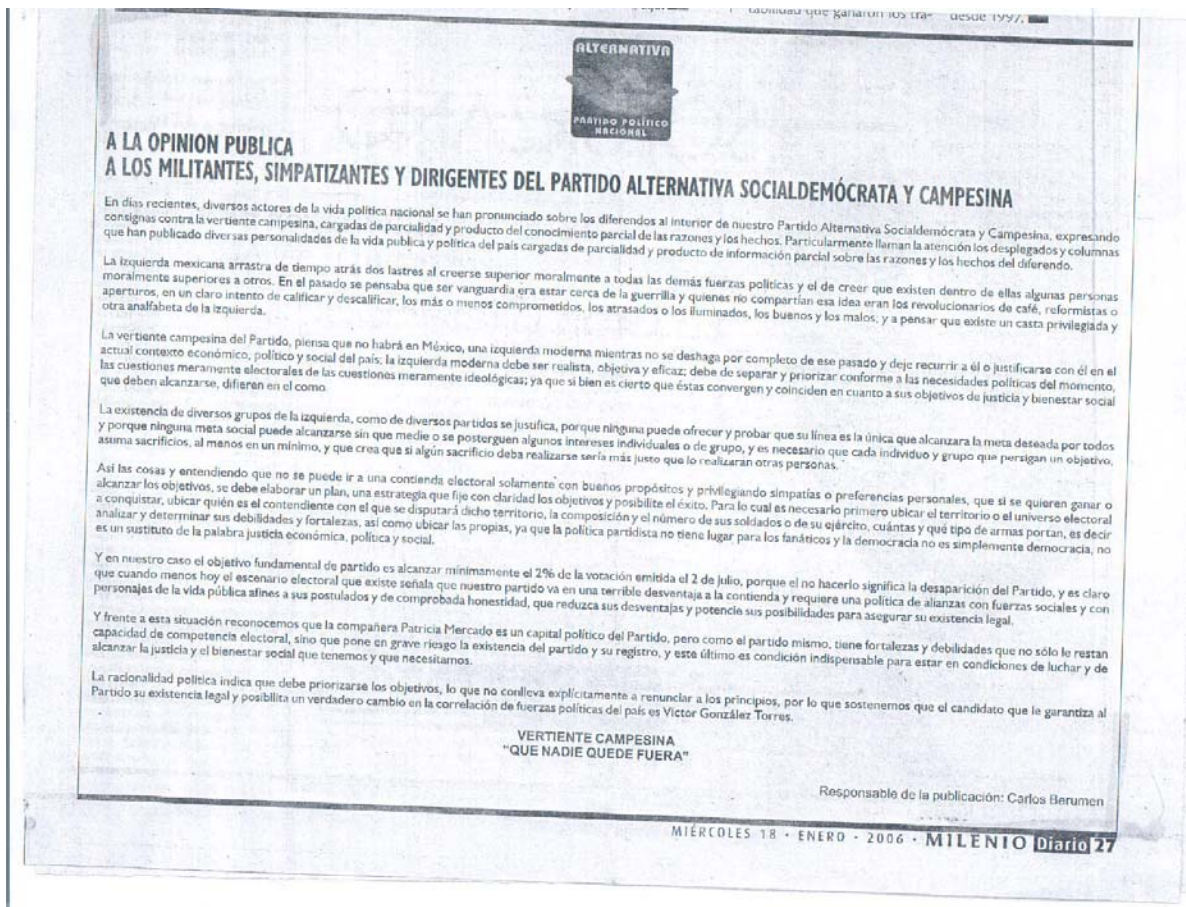 tabilidad que ganaron los tra-
desde 1997.
ALTERNATIVA
PARTIDO POLÍTICO
NACIONAL
A LA OPINION PUBLICA
A LOS MILITANTES, SIMPATIZANTES Y DIRIGENTES DEL PARTIDO ALTERNATIVA SOCIALDEMÓCRATA Y CAMPESINA
En días recientes, diversos actores de la vida política nacional se han pronunciado sobre los diferendos al interior de nuestro Partido Alternativa Socialdemócrata y Campesina, expresando
consignas contra la vertiente campesina, cargadas de parcialidad y producto del conocimiento parcial de las razones y los hechos. Particularmente llaman la atención los desplegados y columnas
que han publicado diversas personalidades de la vida publica y política del país cargadas de parcialidad y producto de información parcial sobre las razones y los hechos del diferendo.
La izquierda mexicana arrastra de tiempo atrás dos lastres al creerse superior moralmente a todas las demás fuerzas políticas y el de creer que existen dentro de ellas algunas personas
moralmente superiores a otros. En el pasado se pensaba que ser vanguardia era estar cerca de la guerrilla y quienes no compartían esa idea eran los revolucionarios de café, reformistas o
aperturos, en un claro intento de calificar y descalificar, los más o menos comprometidos, los atrasados o los iluminados, los buenos y los malos; y a pensar que existe un casta privilegiada y
otra analfabeta de la izquierda.
La vertiente campesina del Partido, piensa que no habrá en México, una izquierda moderna mientras no se deshaga por completo de ese pasado y deje recurrir a él o justificarse con él en el
actual contexto económico, político y social del país; la izquierda moderna debe ser realista, objetiva y eficaz; debe de separar y priorizar conforme a las necesidades políticas del momento,
las cuestiones meramente electorales de las cuestiones meramente ideológicas; ya que si bien es cierto que éstas convergen y coinciden en cuanto a sus objetivos de justicia y bienestar social
que deben alcanzarse, difieren en el como.
La existencia de diversos grupos de la izquierda, como de diversos partidos se justifica, porque ninguna puede ofrecer y probar que su línea es la única que alcanzara la meta deseada por todos
y porque ninguna meta social puede alcanzarse sin que medie o se posterguen algunos intereses individuales o de grupo, y es necesario que cada individuo y grupo que persigan un objetivo,
asuma sacrificios, al menos en un mínimo, y que crea que si algún sacrificio deba realizarse sería más justo que lo realizaran otras personas.
Así las cosas y entendiendo que no se puede ir a una contienda electoral solamente con buenos propósitos y privilegiando simpatías o preferencias personales, que si se quieren ganar o
alcanzar los objetivos, se debe elaborar un plan, una estrategia que fije con claridad los objetivos y posibilite el éxito. Para lo cual es necesario primero ubicar el territorio o el universo electoral
a conquistar, ubicar quién es el contendiente con el que se disputará dicho territorio, la composición y el número de sus soldados o de su ejército, cuántas y qué tipo de armas portan, es decir
analizar y determinar sus debilidades y fortalezas, así como ubicar las propias, ya que la política partidista no tiene lugar para los fanáticos y la democracia no es simplemente democracia, no
es un sustituto de la palabra justicia económica, política y social.
Y en nuestro caso el objetivo fundamental de partido es alcanzar mínimamente el 2% de la votación emitida el 2 de julio, porque el no hacerlo significa la desaparición del Partido, y es claro
que cuando menos hoy el escenario electoral que existe señala que nuestro partido va en una terrible desventaja a la contienda y requiere una política de alianzas con fuerzas sociales y con
personajes de la vida pública afines a sus postulados y de comprobada honestidad, que reduzca sus desventajas y potencie sus posibilidades para asegurar su existencia legal.
Y frente a esta situación reconocemos que la compañera Patricia Mercado es un capital político del Partido, pero como el partido mismo, tiene fortalezas y debilidades que no sólo le restan
capacidad de competencia electoral, sino que pone en grave riesgo la existencia del partido y su registro, y este último es condición indispensable para estar en condiciones de luchar y de
alcanzar la justicia y el bienestar social que tenemos y que necesitamos.
La racionalidad política indica que debe priorizarse los objetivos, lo que no conlleva explícitamente a renunciar a los principios, por lo que sostenemos que el candidato que le garantiza al
Partido su existencia legal y posibilita un verdadero cambio en la correlación de fuerzas políticas del país es Victor González Torres.
VERTIENTE CAMPESINA
"QUE NADIE QUEDE FUERA"
Responsable de la publicación: Carlos Berumen
MIÉRCOLES 18 • ENERO • 2006 • MILENIO Diario 27